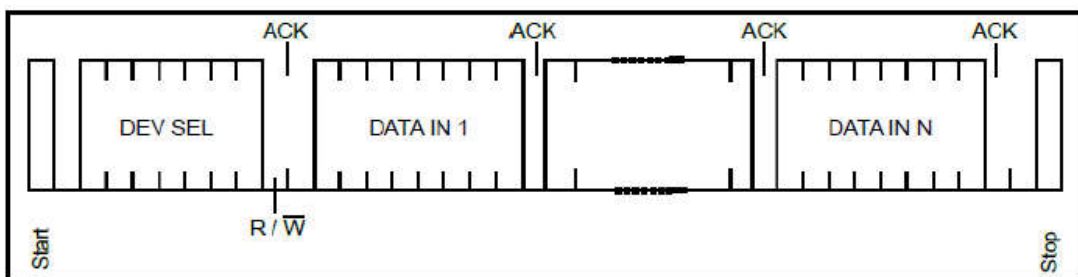 ACK ACK ACK ACK
DEV SEL DATA IN 1 DATA IN N
R / W̅
Start
Stop